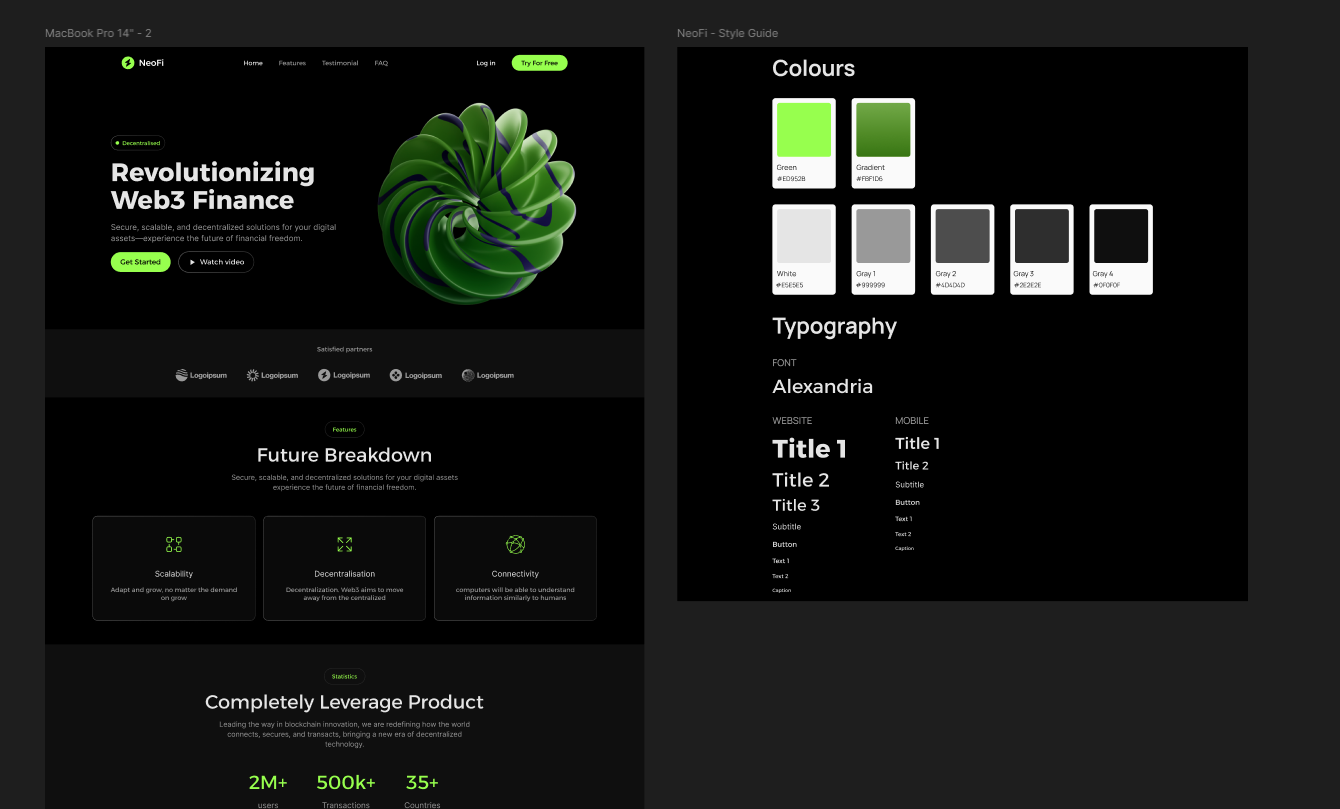 MacBook Pro 14" - 2
NeoFi
Home
Features
Testimonial
FAQ
Log in
Try For Free
Decentralised
Revolutionizing
Web3 Finance
Secure, scalable, and decentralized solutions for your digital
assets—experience the future of financial freedom.
Get Started
Watch video
Satisfied partners
Logoipsum
Logoipsum
Logoipsum
Logoipsum
Logoipsum
Features
Future Breakdown
Secure, scalable, and decentralized solutions for your digital assets
experience the future of financial freedom.
Scalability
Adapt and grow, no matter the demand
on grow
Decentralisation
Decentralization. Web3 aims to move
away from the centralized
Connectivity
computers will be able to understand
information similarly to humans
Statistics
Completely Leverage Product
Leading the way in blockchain innovation, we are redefining how the world
connects, secures, and transacts, bringing a new era of decentralized
technology.
2M+
users
500k+
Transactions
35+
Countries
NeoFi - Style Guide
Colours
Green
#ED952B
Gradient
#FBF1D6
White
#E5E5E5
Gray 1
#999999
Gray 2
#4D4D4D
Gray 3
#2E2E2E
Gray 4
#0F0F0F
Typography
FONT
Alexandria
WEBSITE
Title 1
Title 2
Title 3
Subtitle
Button
Text 1
Text 2
Caption
MOBILE
Title 1
Title 2
Subtitle
Button
Text 1
Text 2
Caption